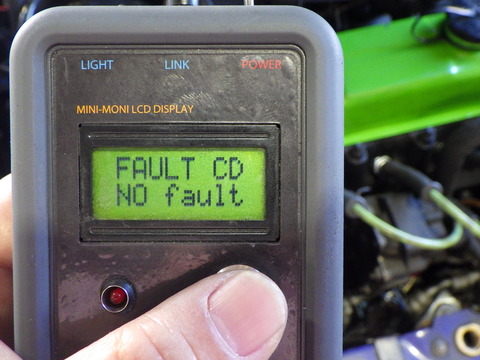 LIGHT LINK POWER
MINI-MONI LCD DISPLAY
FAULT CD
NO fault